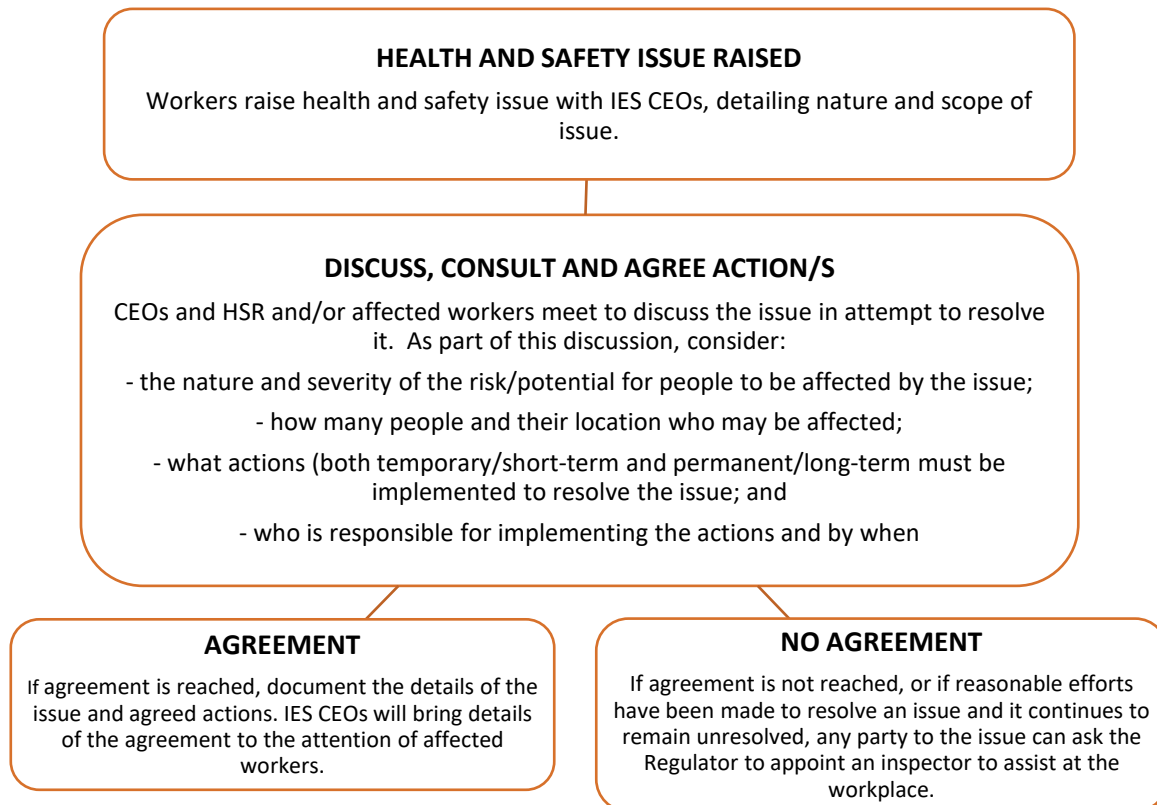 HEALTH AND SAFETY ISSUE RAISED
Workers raise health and safety issue with IES CEOs, detailing nature and scope of
issue.
DISCUSS, CONSULT AND AGREE ACTION/S
CEOs and HSR and/or affected workers meet to discuss the issue in attempt to resolve
it. As part of this discussion, consider:
- the nature and severity of the risk/potential for people to be affected by the issue;
- how many people and their location who may be affected;
- what actions (both temporary/short-term and permanent/long-term must be
implemented to resolve the issue; and
- who is responsible for implementing the actions and by when
AGREEMENT
If agreement is reached, document the details of the
issue and agreed actions. IES CEOs will bring details
of the agreement to the attention of affected
workers.
NO AGREEMENT
If agreement is not reached, or if reasonable efforts
have been made to resolve an issue and it continues to
remain unresolved, any party to the issue can ask the
Regulator to appoint an inspector to assist at the
workplace.